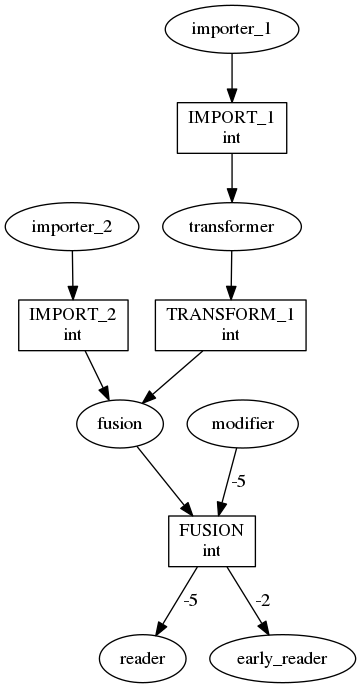 importer_1
IMPORT_1
int
importer_2
transformer
IMPORT_2
int
TRANSFORM_1
int
fusion
modifier
-5
FUSION
int
-5
-2
reader
early_reader